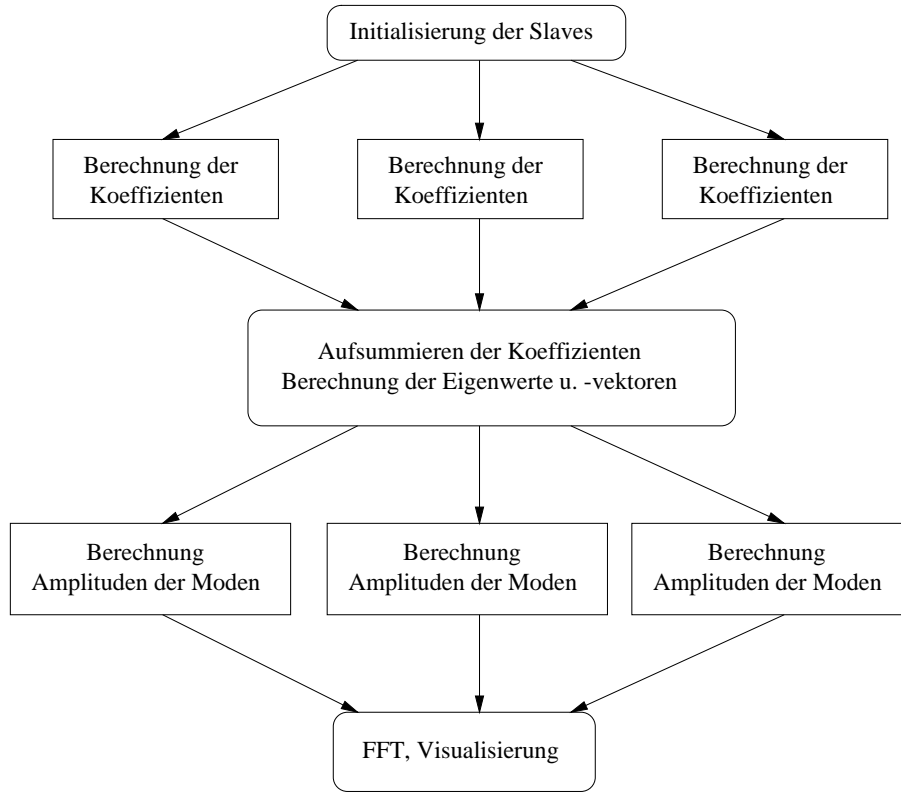 Initialisierung der Slaves
Berechnung der
Koeffizienten
Berechnung der
Koeffizienten
Berechnung der
Koeffizienten
Aufsummieren der Koeffizienten
Berechnung der Eigenwerte u. -vektoren
Berechnung
Amplituden der Moden
Berechnung
Amplituden der Moden
Berechnung
Amplituden der Moden
FFT, Visualisierung